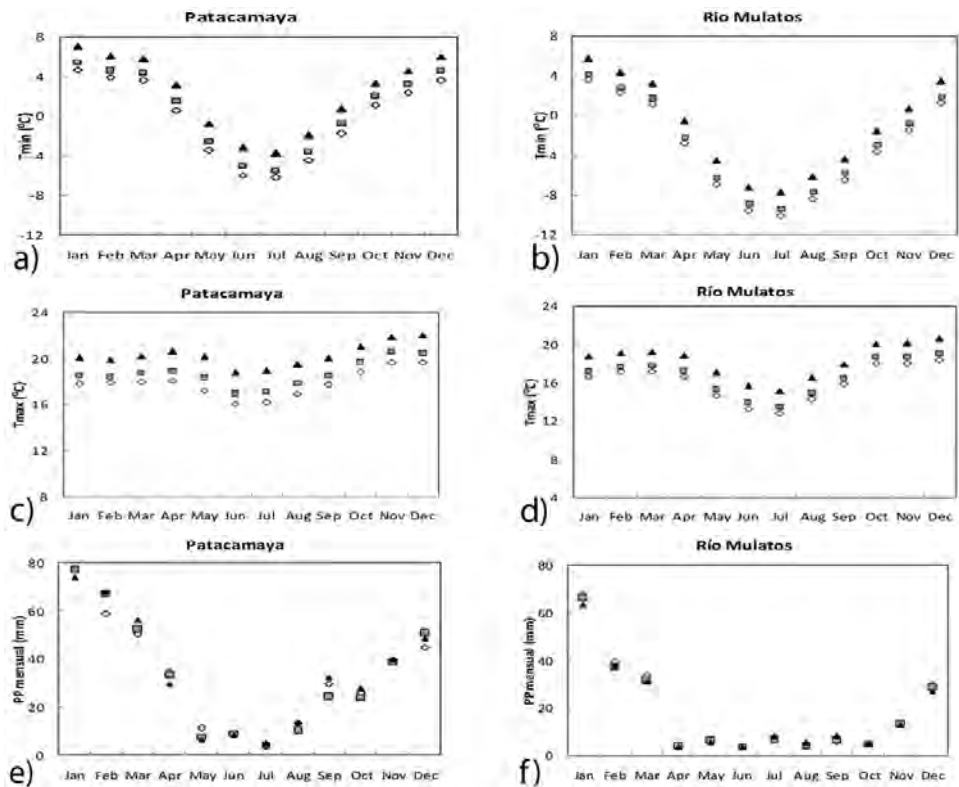 Patacamaya
8
4
0
-4
-8
-12
Tmin (ºC)
a)
Jan Feb Mar Apr May Jun Jul Aug Sep Oct Nov Dec
Río Mulatos
8
4
0
-4
-8
-12
Tmin (ºC)
b)
Jan Feb Mar Apr May Jun Jul Aug Sep Oct Nov Dec
Patacamaya
24
20
16
12
8
Tmax (ºC)
c)
Jan Feb Mar Apr May Jun Jul Aug Sep Oct Nov Dec
Río Mulatos
24
20
16
12
8
4
Tmax (ºC)
d)
Jan Feb Mar Apr May Jun Jul Aug Sep Oct Nov Dec
Patacamaya
80
60
40
20
0
PP mensual (mm)
e)
Jan Feb Mar Apr May Jun Jul Aug Sep Oct Nov Dec
Río Mulatos
80
60
40
20
0
PP mensual (mm)
f)
Jan Feb Mar Apr May Jun Jul Aug Sep Oct Nov Dec